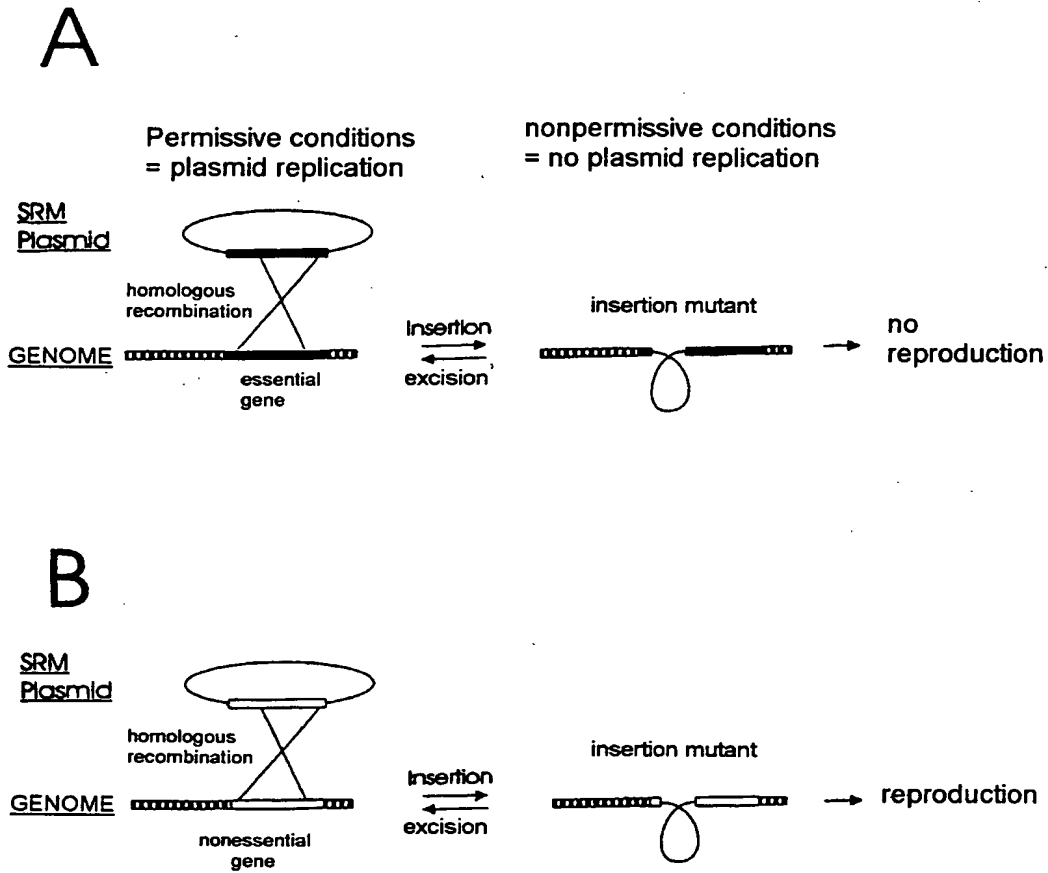 A
Permissive conditions
= plasmid replication
nonpermissive conditions
= no plasmid replication
SRM
Plasmid
homologous
recombination
insertion mutant
Insertion
no
reproduction
GENOME
excision
essential
gene
B
SRM
Plasmid
homologous
recombination
insertion mutant
Insertion
reproduction
GENOME
excision
nonessential
gene